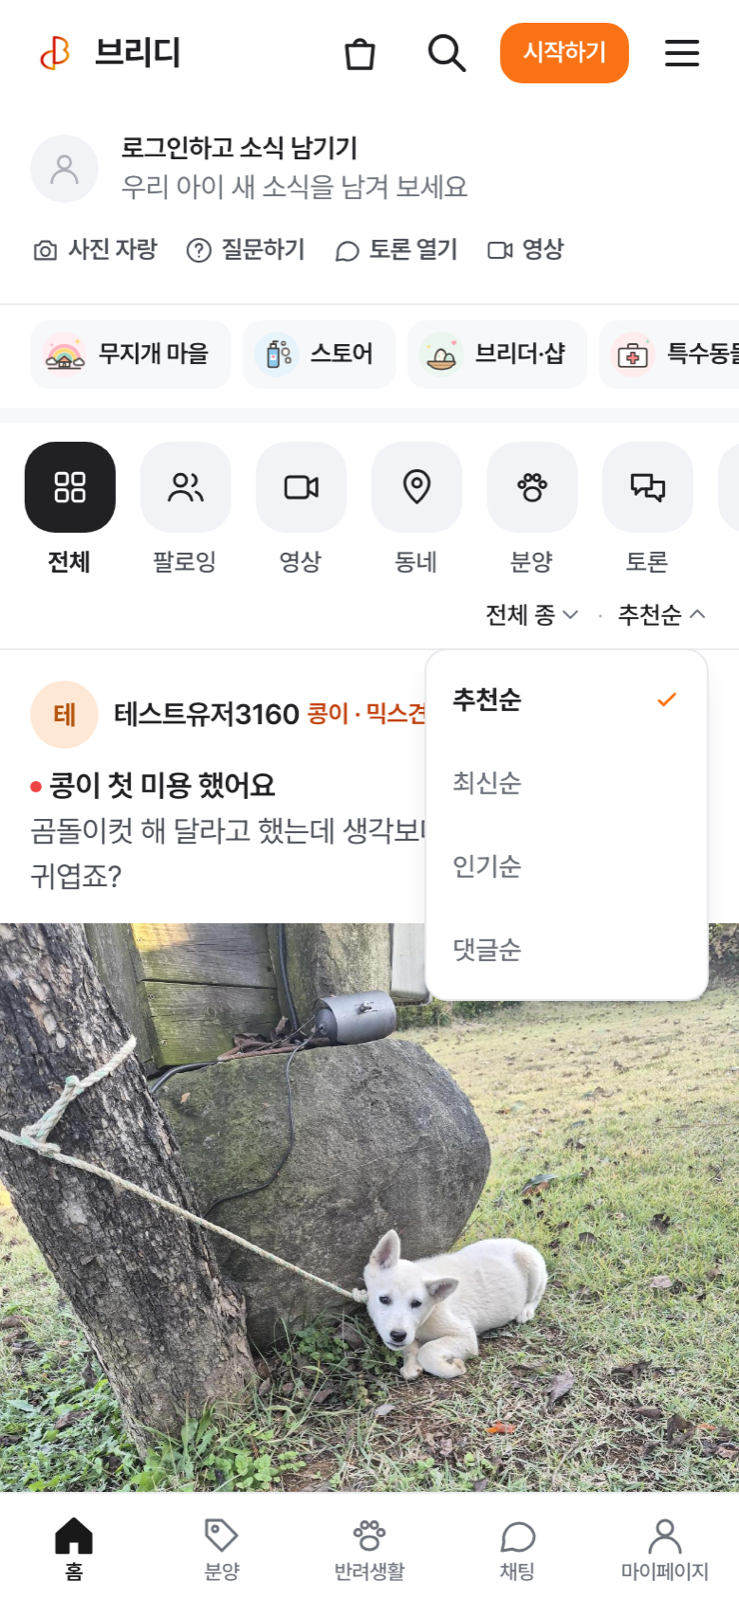 브리디
시작하기
로그인하고 소식 남기기
우리 아이 새 소식을 남겨 보세요
사진 자랑 질문하기 토론 열기 영상
무지개 마을 스토어 브리더·샵 특수동물
전체 팔로잉 영상 동네 분양 토론
전체 종 · 추천순
추천순
최신순
인기순
댓글순
테
테스트유저3160 콩이 · 믹스견
콩이 첫 미용 했어요
곰돌이컷 해 달라고 했는데 생각보다
귀엽죠?
홈 분양 반려생활 채팅 마이페이지